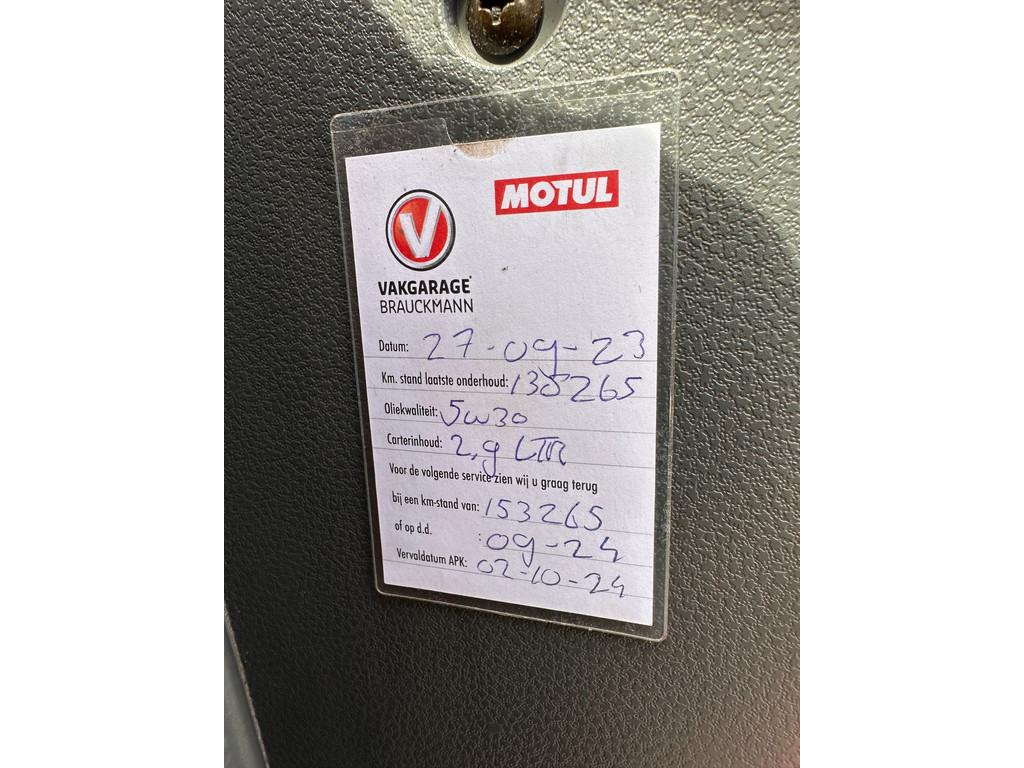 MOTUL
V
VAKGARAGE
BRAUCKMANN
Datum: 27-09-23
Km. stand laatste onderhoud: 138265
Oliekwaliteit: 5w30
Carterinhoud: 2,9 LTR
Voor de volgende service zien wij u graag terug
bij een km-stand van: 153265
of op d.d. : 09-24
Vervaldatum APK: 02-10-24